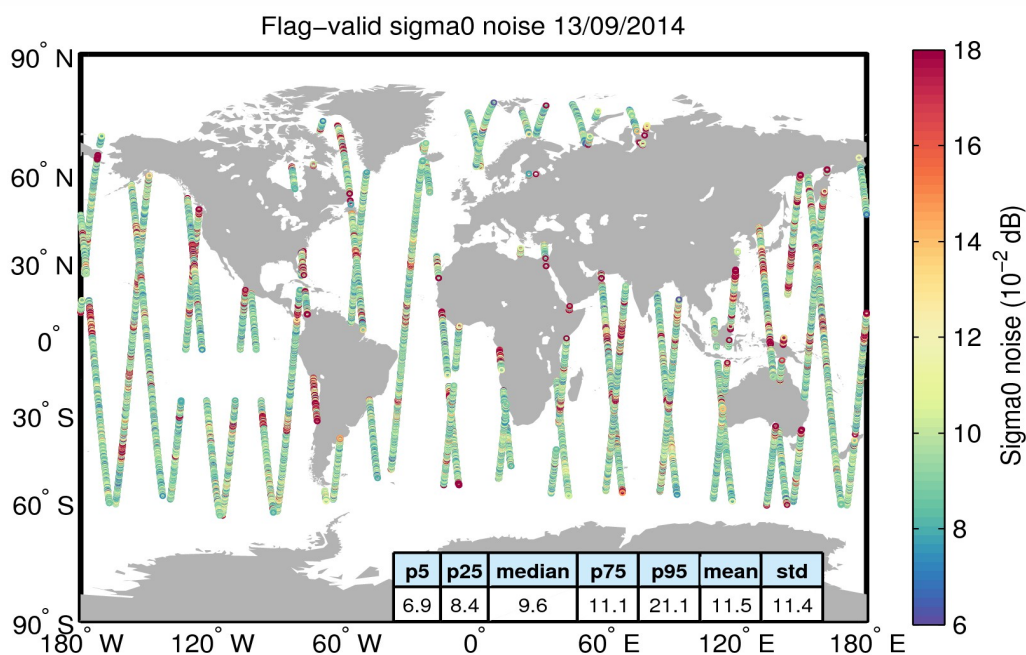 Flag−valid sigma0 noise 13/09/2014
90° N
60° N
30° N
0°
30° S
60° S
90° S
180° W
120° W
60° W
0°
60° E
120° E
180° E
p5 p25 median p75 p95 mean std
6.9 8.4 9.6 11.1 21.1 11.5 11.4
18
16
14
12
10
8
6
Sigma0 noise (10⁻² dB)